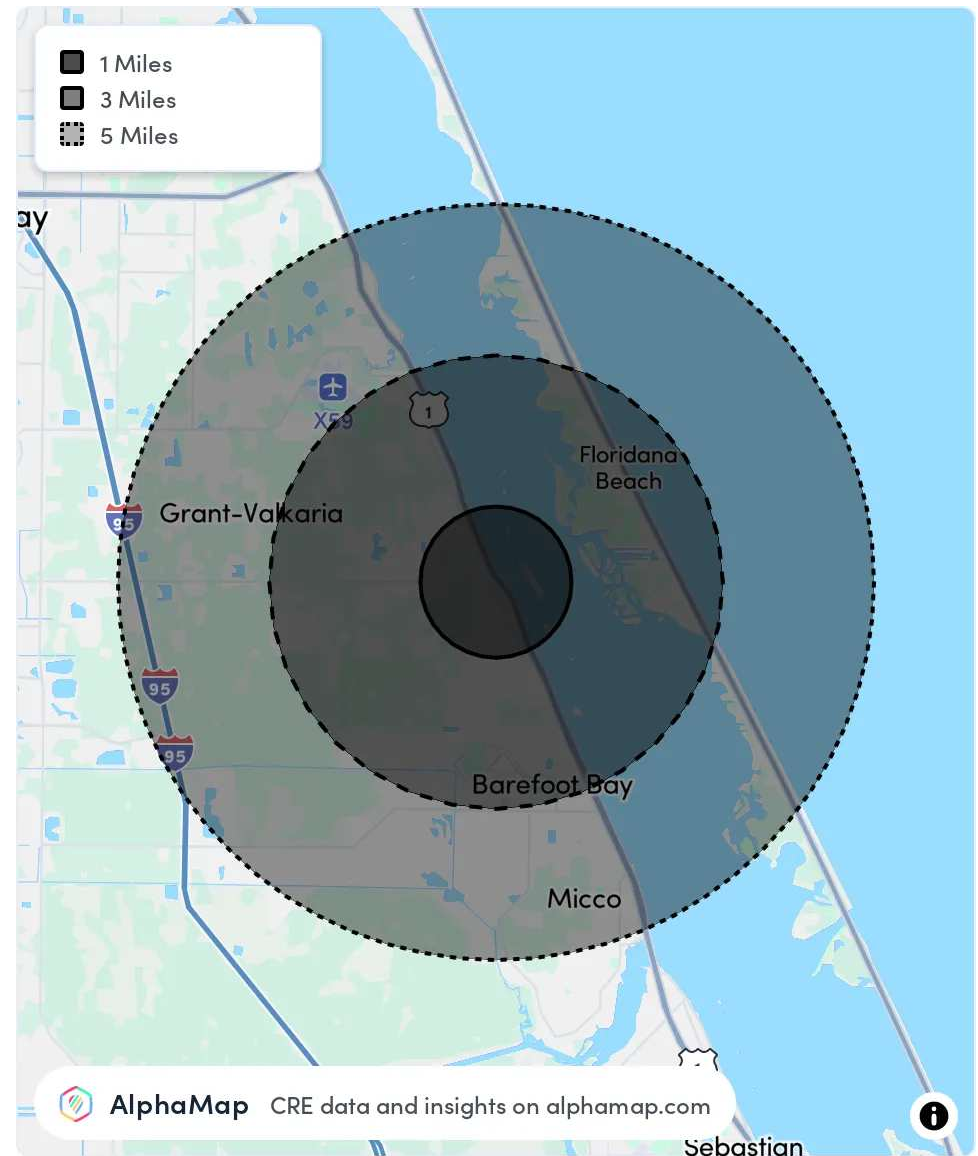 1 Miles
3 Miles
5 Miles
ay
X59
1
Floridana
Beach
Grant-Valkaria
95
95
95
Barefoot Bay
Micco
AlphaMap CRE data and insights on alphamap.com
Sebastian